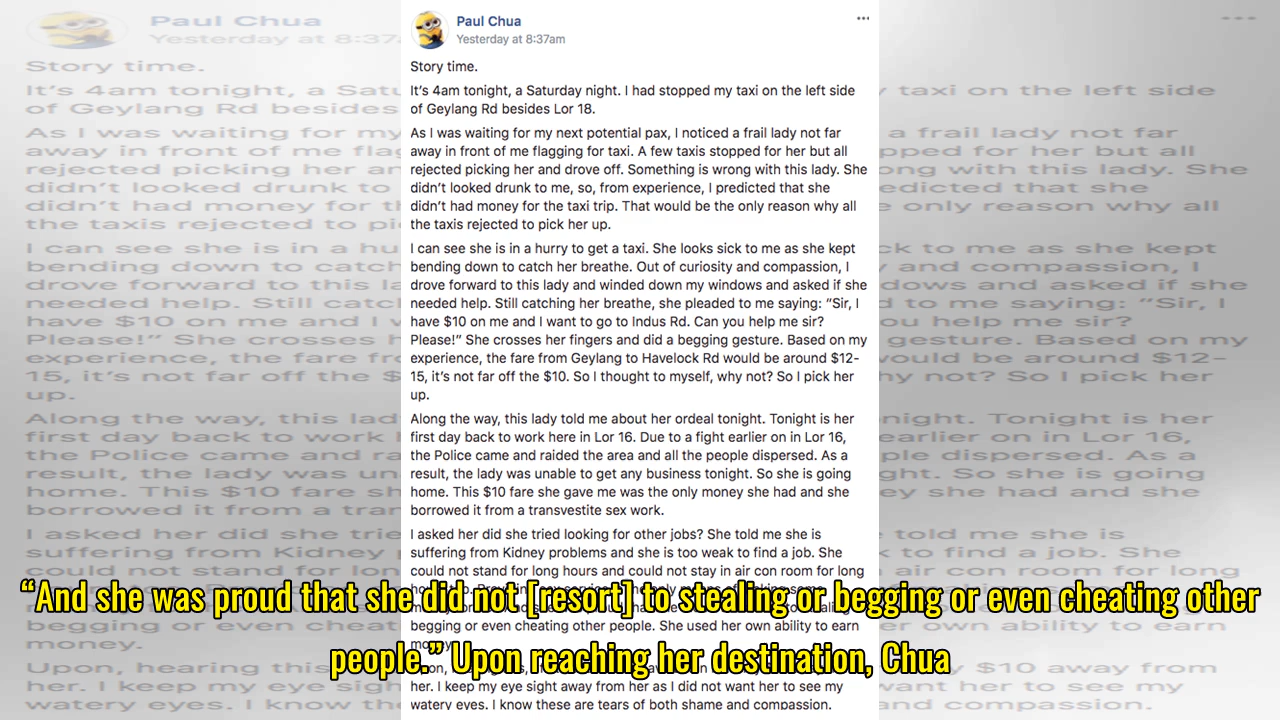 Paul Chua
Yesterday at 8:37am
Story time.
It's 4am tonight, a Saturday night. I had stopped my taxi on the left side
of Geylang Rd besides Lor 18.
As I was waiting for my next potential pax, I noticed a frail lady not far
away in front of me flagging for taxi. A few taxis stopped for her but all
rejected picking her and drove off. Something is wrong with this lady. She
didn't looked drunk to me, so, from experience, I predicted that she
didn't had money for the taxi trip. That would be the only reason why all
the taxis rejected to pick her up.
I can see she is in a hurry to get a taxi. She looks sick to me as she kept
bending down to catch her breathe. Out of curiosity and compassion, I
drove forward to this lady and winded down my windows and asked if she
needed help. Still catching her breathe, she pleaded to me saying: "Sir, I
have $10 on me and I want to go to Indus Rd. Can you help me sir?
Please!" She crosses her fingers and did a begging gesture. Based on my
experience, the fare from Geylang to Havelock Rd would be around $12-
15, it's not far off the $10. So I thought to myself, why not? So I pick her
up.
Along the way, this lady told me about her ordeal tonight. Tonight is her
first day back to work here in Lor 16. Due to a fight earlier on in Lor 16,
the Police came and raided the area and all the people dispersed. As a
result, the lady was unable to get any business tonight. So she is going
home. This $10 fare she gave me was the only money she had and she
borrowed it from a transvestite sex work.
I asked her did she tried looking for other jobs? She told me she is
suffering from Kidney problems and she is too weak to find a job. She
could not stand for long hours and could not stay in air con room for long
begging or even cheating other people. She used her own ability to earn
money.
Upon, hearing this $10 away from
her. I keep my eye sight away from her as I did not want her to see my
watery eyes. I know these are tears of both shame and compassion.
“And she was proud that she did not [resort] to stealing or begging or even cheating other
people.” Upon reaching her destination, Chua